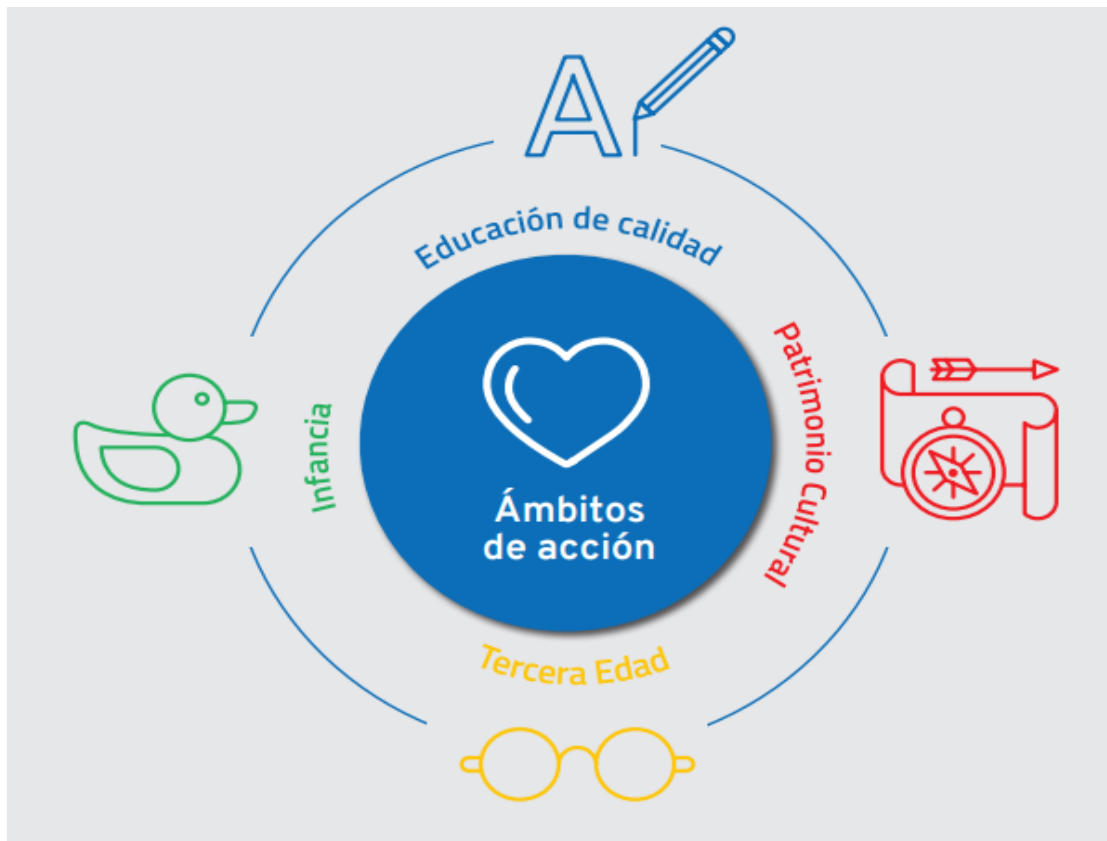 A
Educación de calidad
Patrimonio Cultural
Infancia
Ámbitos
de acción
Tercera Edad